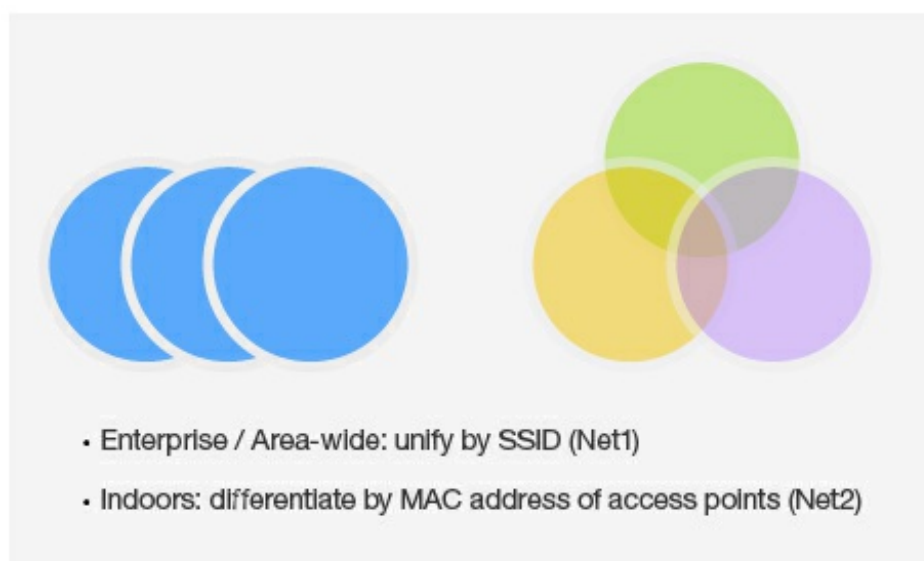 • Enterprise / Area-wide: unify by SSID (Net1)
• Indoors: differentiate by MAC address of access points (Net2)